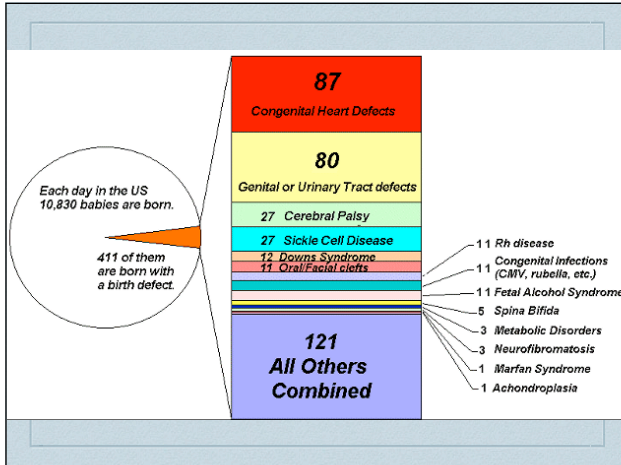 Each day in the US
10,830 babies are born.
411 of them
are born with
a birth defect.
87
Congenital Heart Defects
80
Genital or Urinary Tract defects
27 Cerebral Palsy
27 Sickle Cell Disease
12 Downs Syndrome
11 Oral/Facial clefts
11 Rh disease
11 Congenital Infections
(CMV, rubella, etc.)
11 Fetal Alcohol Syndrome
5 Spina Bifida
3 Metabolic Disorders
3 Neurofibromatosis
1 Marfan Syndrome
1 Achondroplasia
121
All Others
Combined